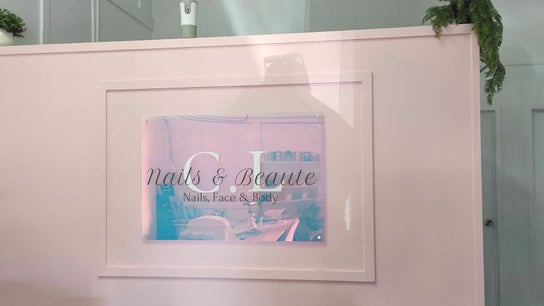 C.L
Nails & Beaute
Nails, Face & Body